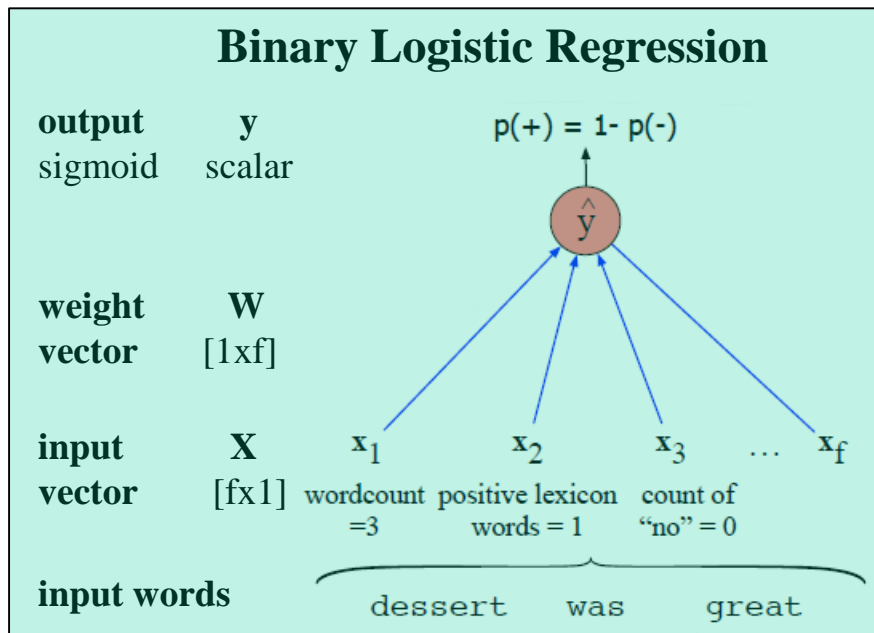 Binary Logistic Regression
output y p(+) = 1- p(-)
sigmoid scalar
ŷ
weight W
vector [1xf]
input X x₁ x₂ x₃ … x_f
vector [fx1] wordcount positive lexicon count of
=3 words = 1 “no” = 0
input words dessert was great